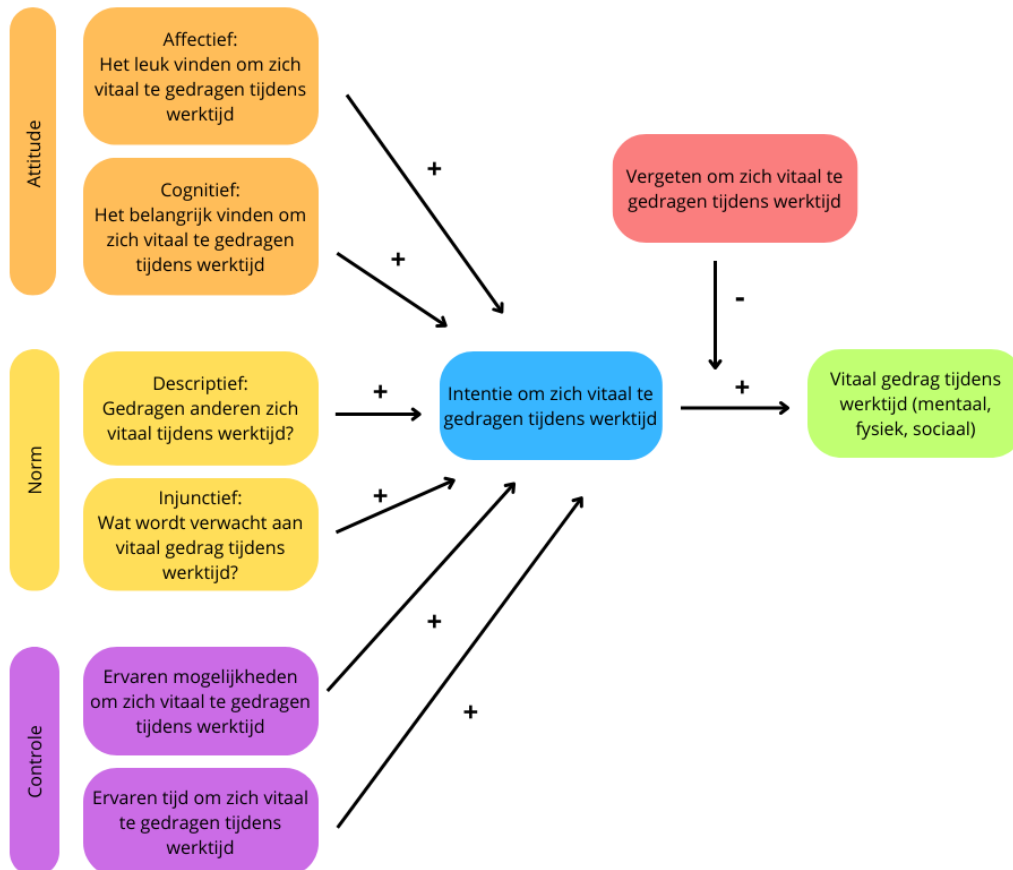 Attitude
Affectief:
Het leuk vinden om zich
vitaal te gedragen tijdens
werktijd
+
Cognitief:
Het belangrijk vinden om
zich vitaal te gedragen
tijdens werktijd
+
Vergeten om zich vitaal te
gedragen tijdens werktijd
-
Norm
Descriptief:
Gedragen anderen zich
vitaal tijdens werktijd?
+
Injunctief:
Wat wordt verwacht aan
vitaal gedrag tijdens
werktijd?
+
Intentie om zich vitaal te
gedragen tijdens werktijd
+
Vitaal gedrag tijdens
werktijd (mentaal,
fysiek, sociaal)
Controle
Ervaren mogelijkheden
om zich vitaal te gedragen
tijdens werktijd
+
Ervaren tijd om zich vitaal
te gedragen tijdens
werktijd
+